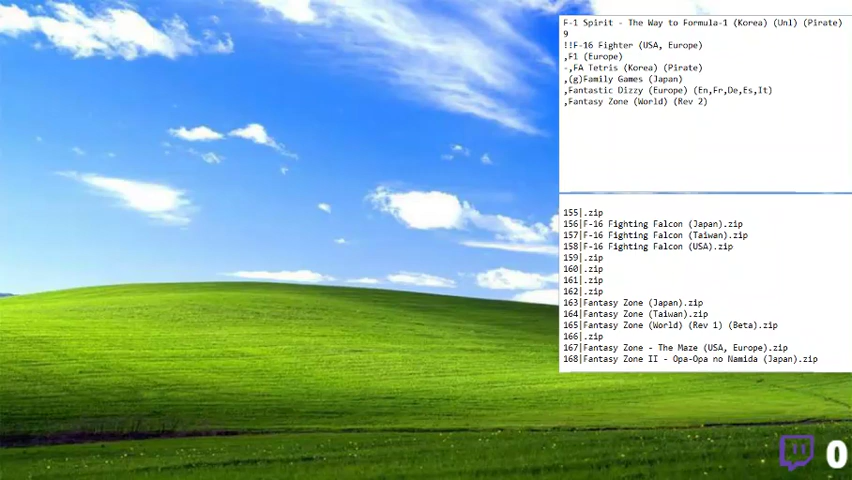 F-1 Spirit - The Way to Formula-1 (Korea) (Unl) (Pirate)
9
!!F-16 Fighter (USA, Europe)
,F1 (Europe)
-,FA Tetris (Korea) (Pirate)
,(g)Family Games (Japan)
,Fantastic Dizzy (Europe) (En,Fr,De,Es,It)
,Fantasy Zone (World) (Rev 2)
155|.zip
156|F-16 Fighting Falcon (Japan).zip
157|F-16 Fighting Falcon (Taiwan).zip
158|F-16 Fighting Falcon (USA).zip
159|.zip
160|.zip
161|.zip
162|.zip
163|Fantasy Zone (Japan).zip
164|Fantasy Zone (Taiwan).zip
165|Fantasy Zone (World) (Rev 1) (Beta).zip
166|.zip
167|Fantasy Zone - The Maze (USA, Europe).zip
168|Fantasy Zone II - Opa-Opa no Namida (Japan).zip
0